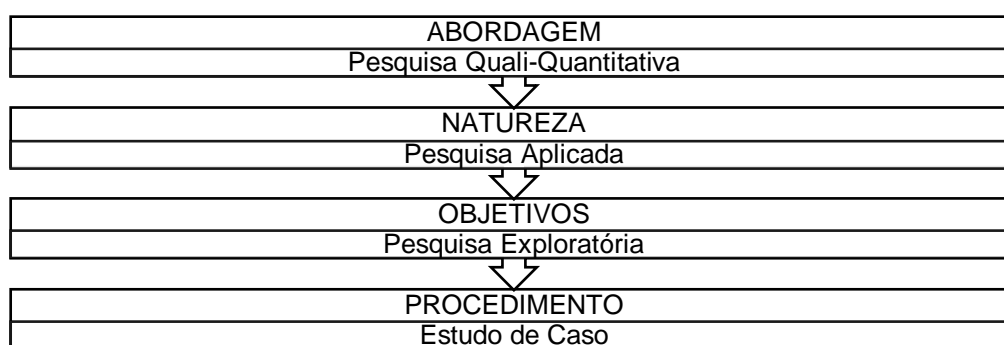 ABORDAGEM
Pesquisa Quali-Quantitativa
NATUREZA
Pesquisa Aplicada
OBJETIVOS
Pesquisa Exploratória
PROCEDIMENTO
Estudo de Caso